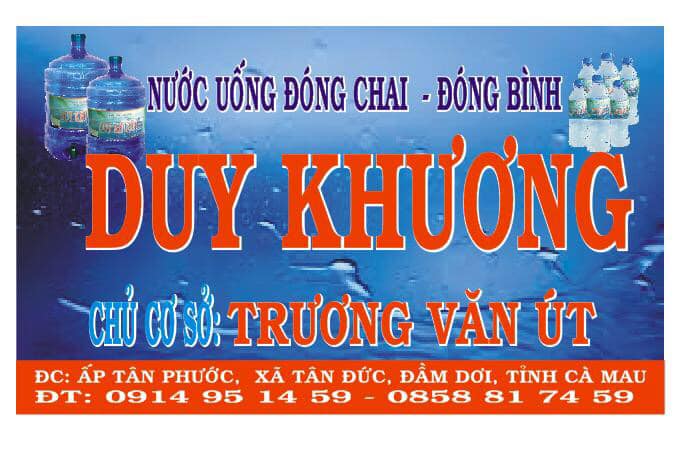 NƯỚC UỐNG ĐÓNG CHAI - ĐÓNG BÌNH
DUY KHƯƠNG
CHỦ CƠ SỞ: TRƯƠNG VĂN ÚT
ĐC: ẤP TÂN PHƯỚC, XÃ TÂN ĐỨC, ĐẦM DƠI, TỈNH CÀ MAU
ĐT: 0914 95 14 59 - 0858 81 74 59